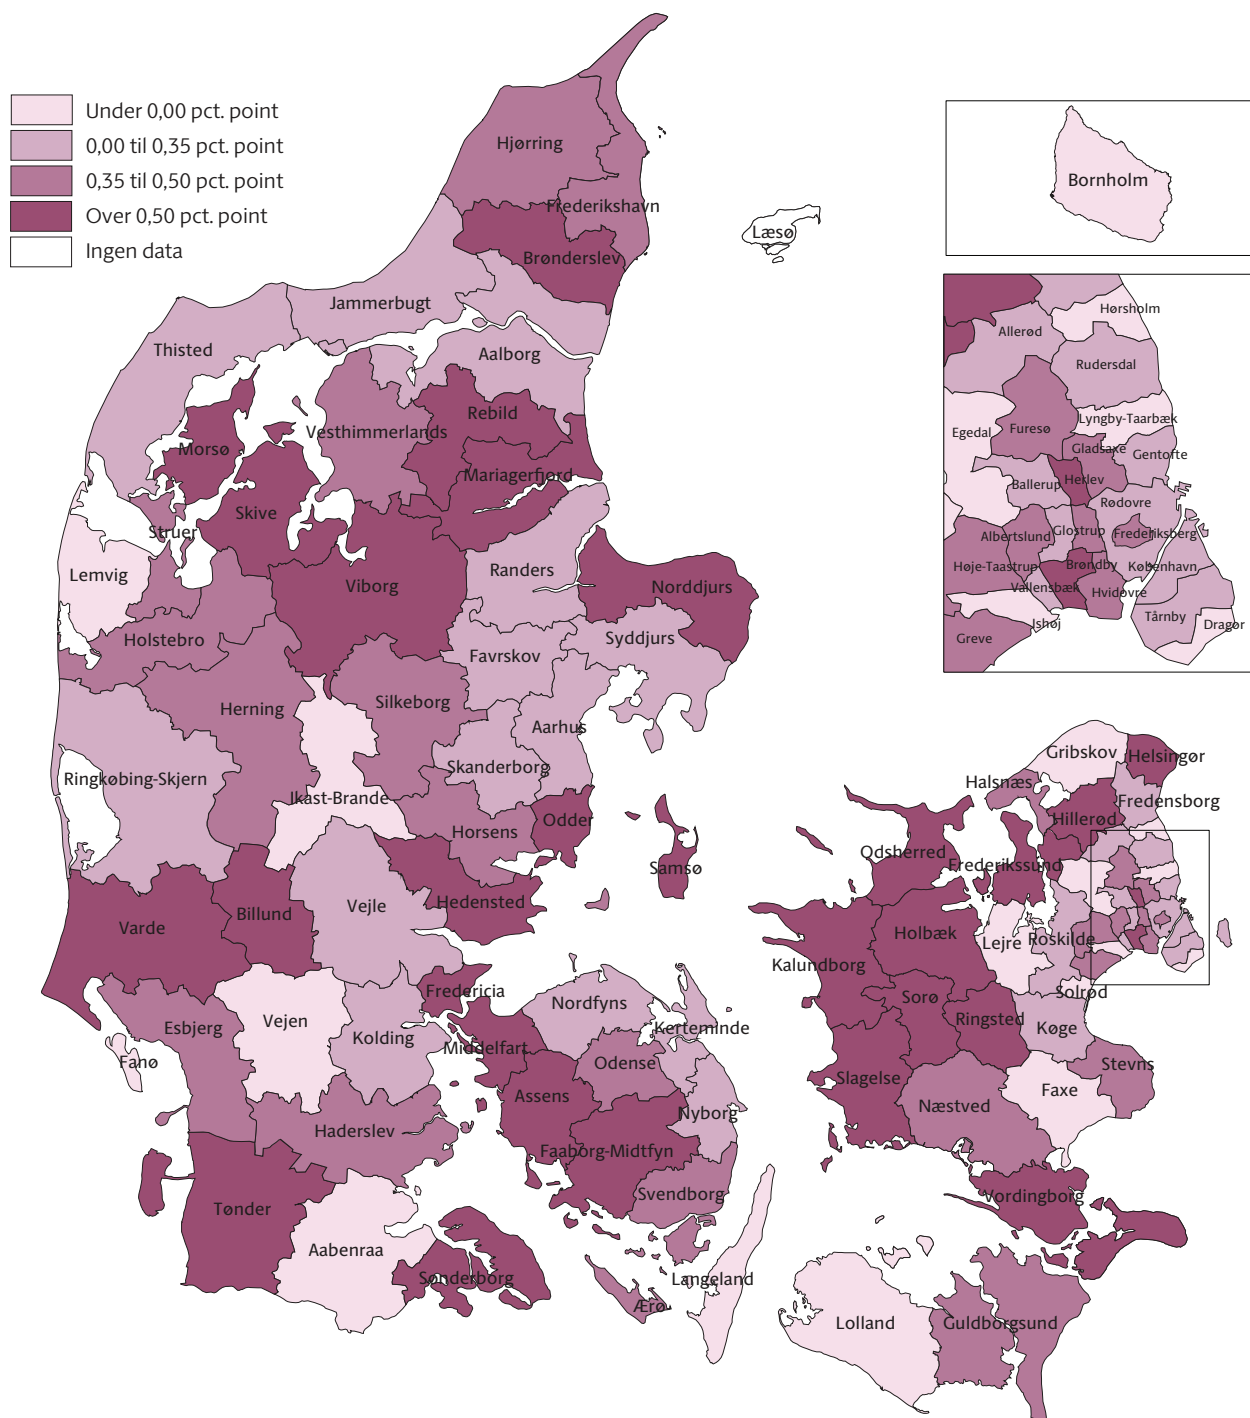 Under 0,00 pct. point
0,00 til 0,35 pct. point
0,35 til 0,50 pct. point
Over 0,50 pct. point
Ingen data
Hjørring
Frederikshavn
Brønderslev
Læsø
Jammerbugt
Thisted
Aalborg
Rebild
Vesthimmerlands
Morsø
Mariagerfjord
Skive
Struer
Lemvig
Viborg
Randers
Norddjurs
Holstebro
Favrskov
Syddjurs
Herning
Silkeborg
Aarhus
Skanderborg
Ringkøbing-Skjern
Ikast-Brande
Horsens
Odder
Samsø
Hedensted
Vejle
Billund
Varde
Fredericia
Vejen
Esbjerg
Kolding
Fanø
Middelfart
Nordfyns
Kerteminde
Odense
Assens
Nyborg
Haderslev
Faaborg-Midtfyn
Svendborg
Tønder
Aabenraa
Sønderborg
Langeland
Ærø
Bornholm
Hørsholm
Allerød
Rudersdal
Lyngby-Taarbæk
Egedal
Furesø
Gladsaxe
Gentofte
Ballerup
Herlev
Rødovre
Albertslund
Glostrup
Frederiksberg
Høje-Taastrup
Brøndby
København
Vallensbæk
Hvidovre
Ishøj
Tårnby
Dragør
Greve
Gribskov
Helsingør
Halsnæs
Fredensborg
Hillerød
Odsherred
Frederikssund
Holbæk
Lejre
Roskilde
Kalundborg
Solrød
Sorø
Ringsted
Køge
Stevns
Slagelse
Næstved
Faxe
Vordingborg
Lolland
Guldborgsund